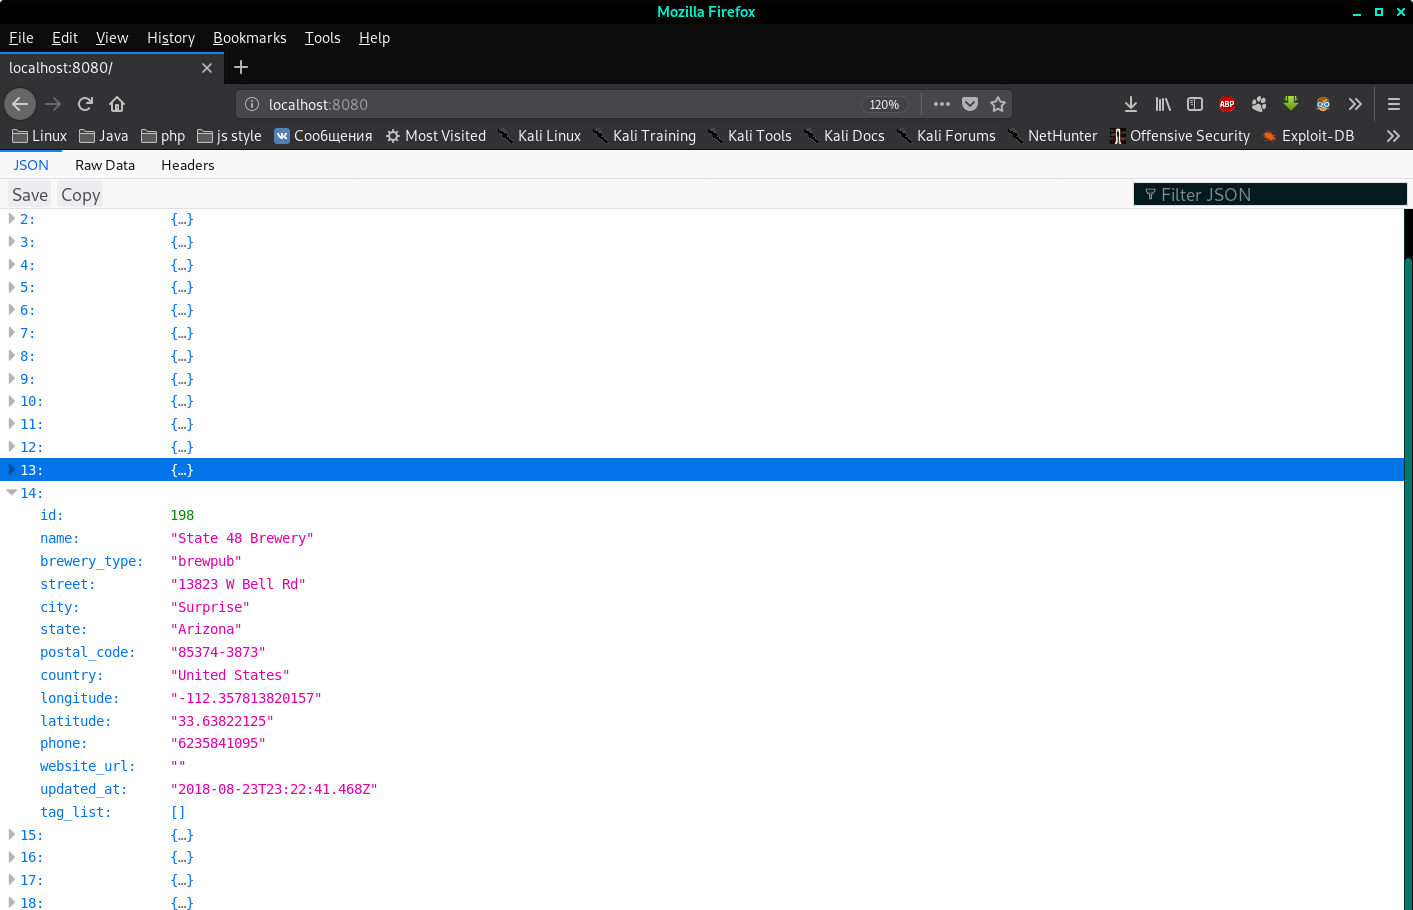 Mozilla Firefox
File Edit View History Bookmarks Tools Help
localhost:8080/
localhost:8080 120%
ABP
Linux Java php js style Сообщения Most Visited Kali Linux Kali Training Kali Tools Kali Docs Kali Forums NetHunter Offensive Security Exploit-DB
JSON Raw Data Headers
Save Copy Filter JSON
2: {…}
3: {…}
4: {…}
5: {…}
6: {…}
7: {…}
8: {…}
9: {…}
10: {…}
11: {…}
12: {…}
13: {…}
14:
id: 198
name: "State 48 Brewery"
brewery_type: "brewpub"
street: "13823 W Bell Rd"
city: "Surprise"
state: "Arizona"
postal_code: "85374-3873"
country: "United States"
longitude: "-112.357813820157"
latitude: "33.63822125"
phone: "6235841095"
website_url: ""
updated_at: "2018-08-23T23:22:41.468Z"
tag_list: []
15: {…}
16: {…}
17: {…}
18: {…}